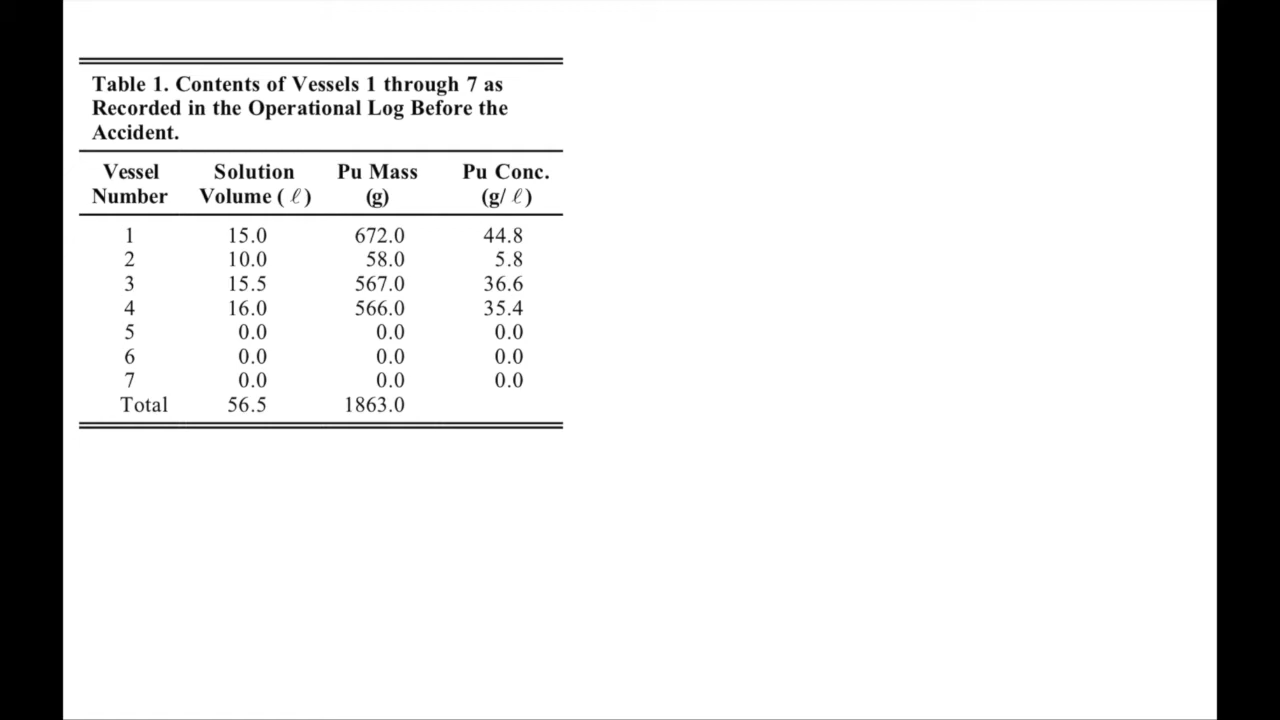 Table 1. Contents of Vessels 1 through 7 as
Recorded in the Operational Log Before the
Accident.
Vessel Solution Pu Mass Pu Conc.
Number Volume ( ℓ ) (g) (g/ ℓ )
1 15.0 672.0 44.8
2 10.0 58.0 5.8
3 15.5 567.0 36.6
4 16.0 566.0 35.4
5 0.0 0.0 0.0
6 0.0 0.0 0.0
7 0.0 0.0 0.0
Total 56.5 1863.0